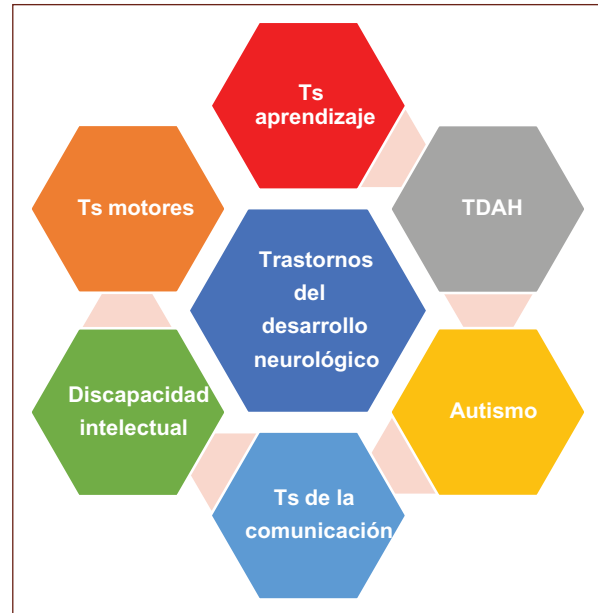 Ts
aprendizaje
TDAH
Ts motores
Trastornos
del
desarrollo
neurológico
Autismo
Discapacidad
intelectual
Ts de la
comunicación